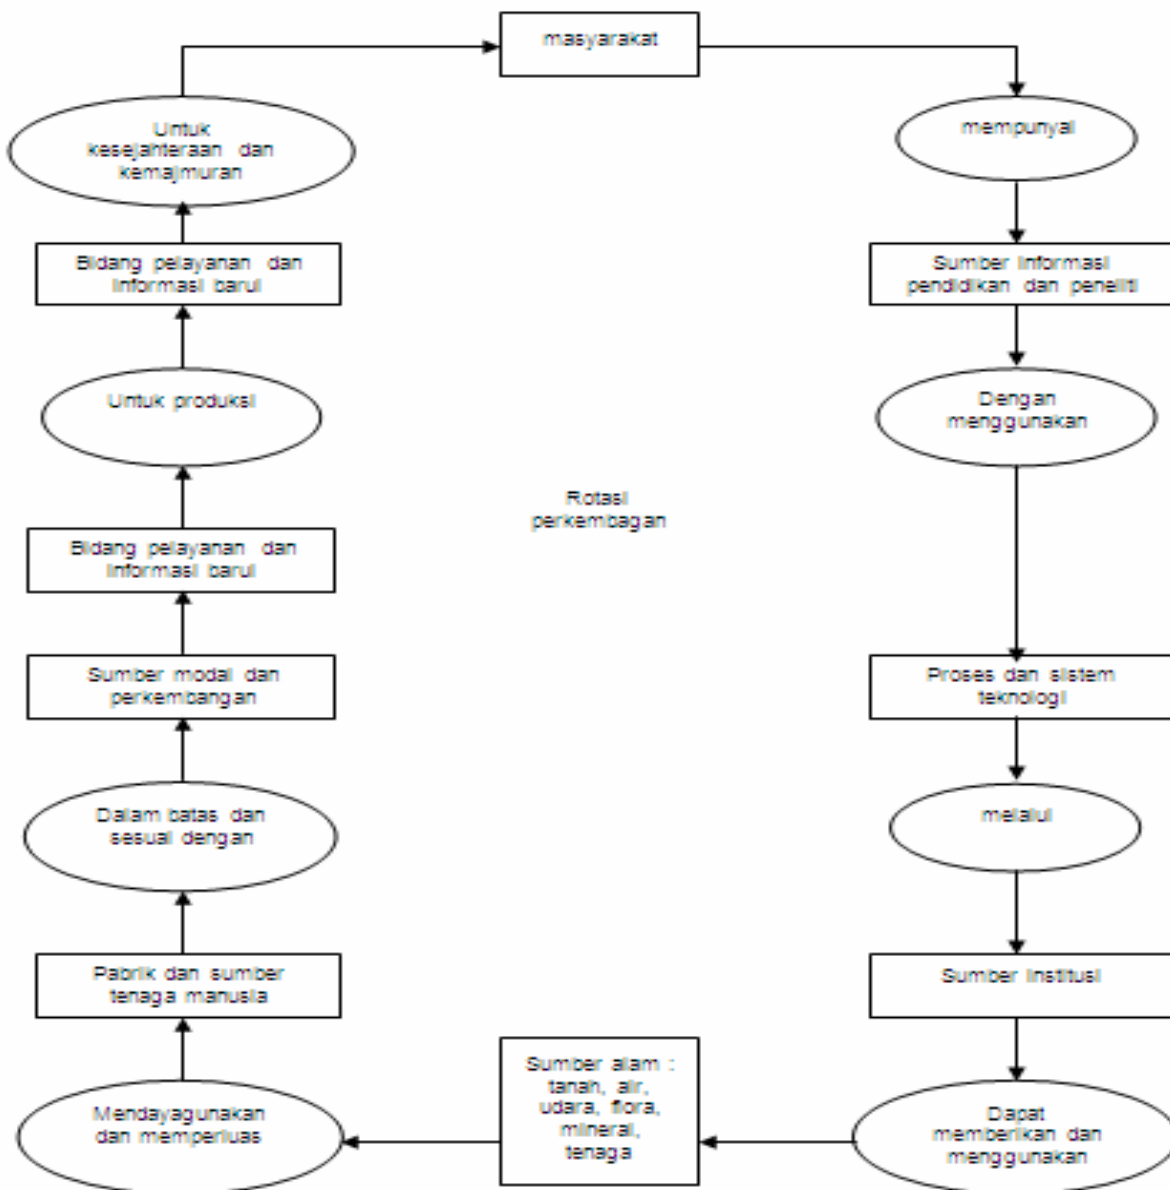 masyarakat
mempunyai
Sumber informasi
pendidikan dan peneliti
Dengan
menggunakan
Proses dan sistem
teknologi
melalui
Sumber institusi
Dapat
memberikan dan
menggunakan
Sumber alam :
tanah, air,
udara, flora,
mineral,
tenaga
Mendayagunakan
dan memperluas
Pabrik dan sumber
tenaga manusia
Dalam batas dan
sesuai dengan
Sumber modal dan
perkembangan
Bidang pelayanan dan
informasi barui
Untuk produksi
Bidang pelayanan dan
informasi barui
Untuk
kesejahteraan dan
kemajmuran
Rotasi
perkembagan